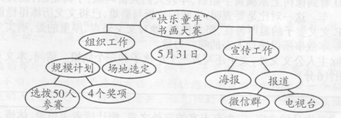 “快乐童年”
书画大赛
组织工作
5月31日
宣传工作
规模计划
场地选定
海报
报道
选拨50人
参赛
4个奖项
微信群
电视台